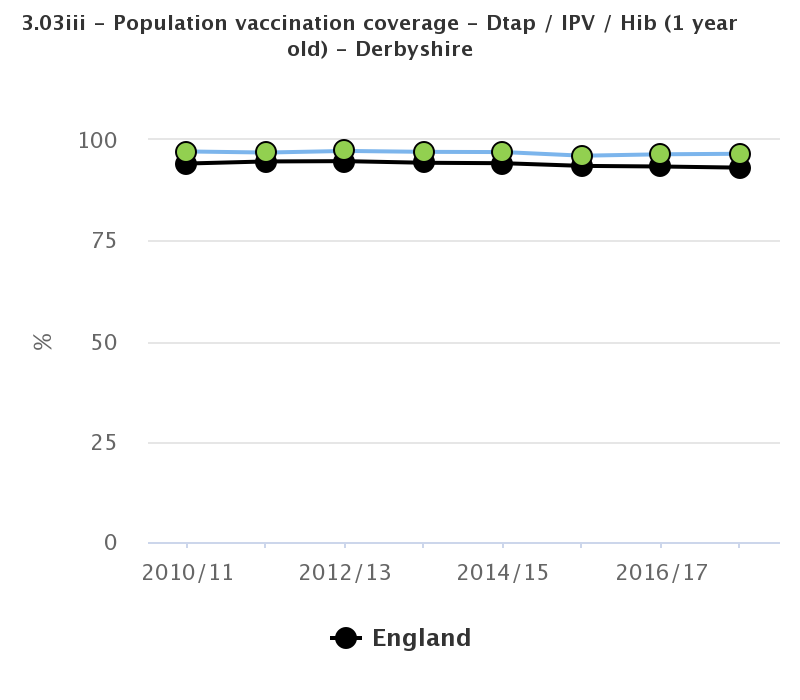 3.03iii – Population vaccination coverage – Dtap / IPV / Hib (1 year
old) – Derbyshire
100
75
50
25
0
%
2010/11 2012/13 2014/15 2016/17
England